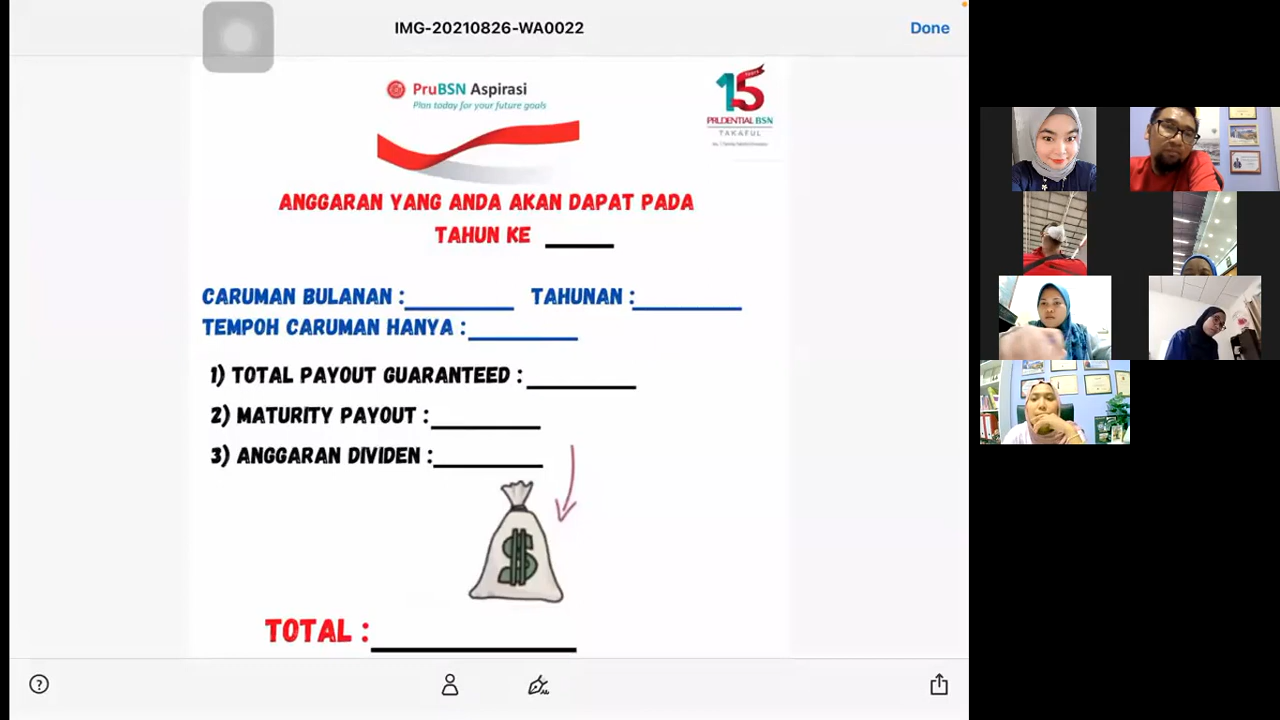 IMG-20210826-WA0022
Done
PruBSN Aspirasi
Plan today for your future goals
15
years
PRUDENTIAL BSN
TAKAFUL
ANGGARAN YANG ANDA AKAN DAPAT PADA
TAHUN KE
CARUMAN BULANAN : TAHUNAN :
TEMPOH CARUMAN HANYA :
1) TOTAL PAYOUT GUARANTEED :
2) MATURITY PAYOUT :
3) ANGGARAN DIVIDEN :
$
TOTAL :